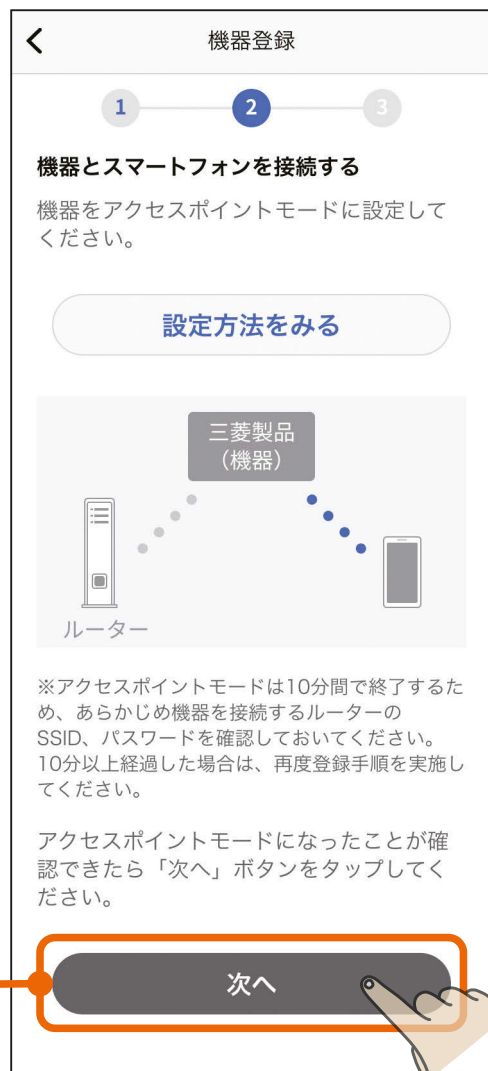 機器登録
1 2 3
機器とスマートフォンを接続する
機器をアクセスポイントモードに設定して
ください。
設定方法をみる
三菱製品
（機器）
ルーター
※アクセスポイントモードは10分間で終了するた
め、あらかじめ機器を接続するルーターの
SSID、パスワードを確認しておいてください。
10分以上経過した場合は、再度登録手順を実施し
てください。
アクセスポイントモードになったことが確
認できたら「次へ」ボタンをタップしてく
ださい。
次へ